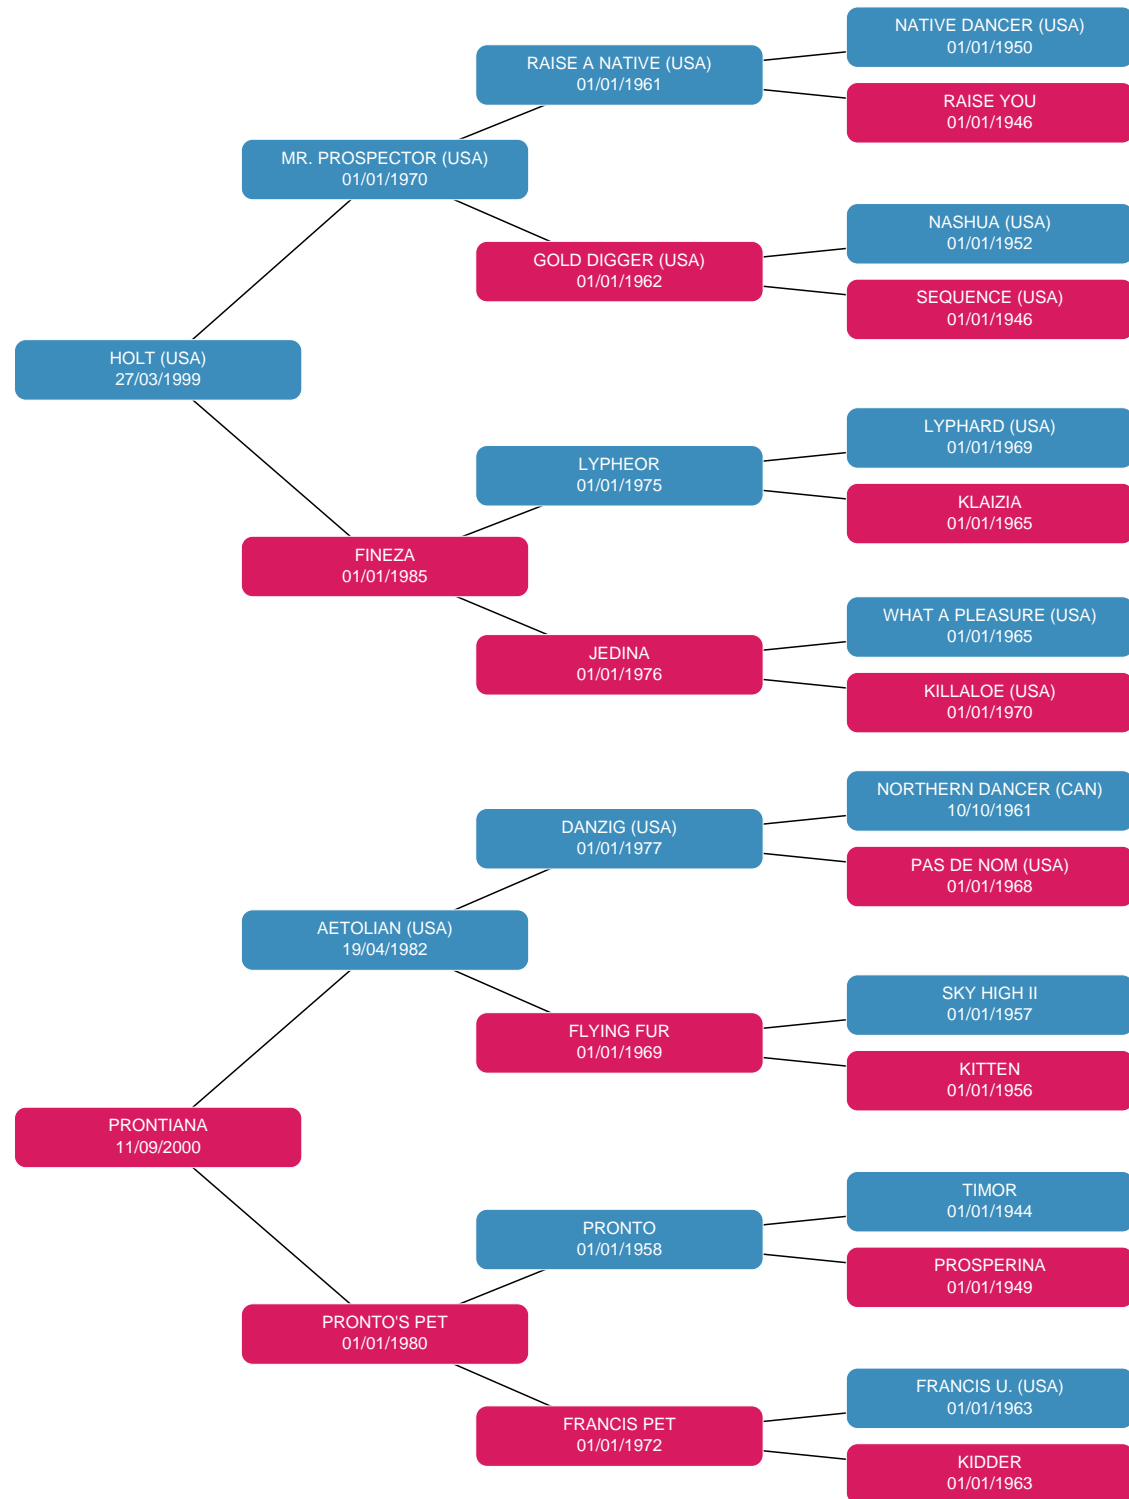 NATIVE DANCER (USA)
01/01/1950
RAISE A NATIVE (USA)
01/01/1961
RAISE YOU
01/01/1946
MR. PROSPECTOR (USA)
01/01/1970
NASHUA (USA)
01/01/1952
GOLD DIGGER (USA)
01/01/1962
SEQUENCE (USA)
01/01/1946
HOLT (USA)
27/03/1999
LYPHARD (USA)
01/01/1969
LYPHEOR
01/01/1975
KLAIZIA
01/01/1965
FINEZA
01/01/1985
WHAT A PLEASURE (USA)
01/01/1965
JEDINA
01/01/1976
KILLALOE (USA)
01/01/1970
NORTHERN DANCER (CAN)
10/10/1961
DANZIG (USA)
01/01/1977
PAS DE NOM (USA)
01/01/1968
AETOLIAN (USA)
19/04/1982
SKY HIGH II
01/01/1957
FLYING FUR
01/01/1969
KITTEN
01/01/1956
PRONTIANA
11/09/2000
TIMOR
01/01/1944
PRONTO
01/01/1958
PROSPERINA
01/01/1949
PRONTO'S PET
01/01/1980
FRANCIS U. (USA)
01/01/1963
FRANCIS PET
01/01/1972
KIDDER
01/01/1963